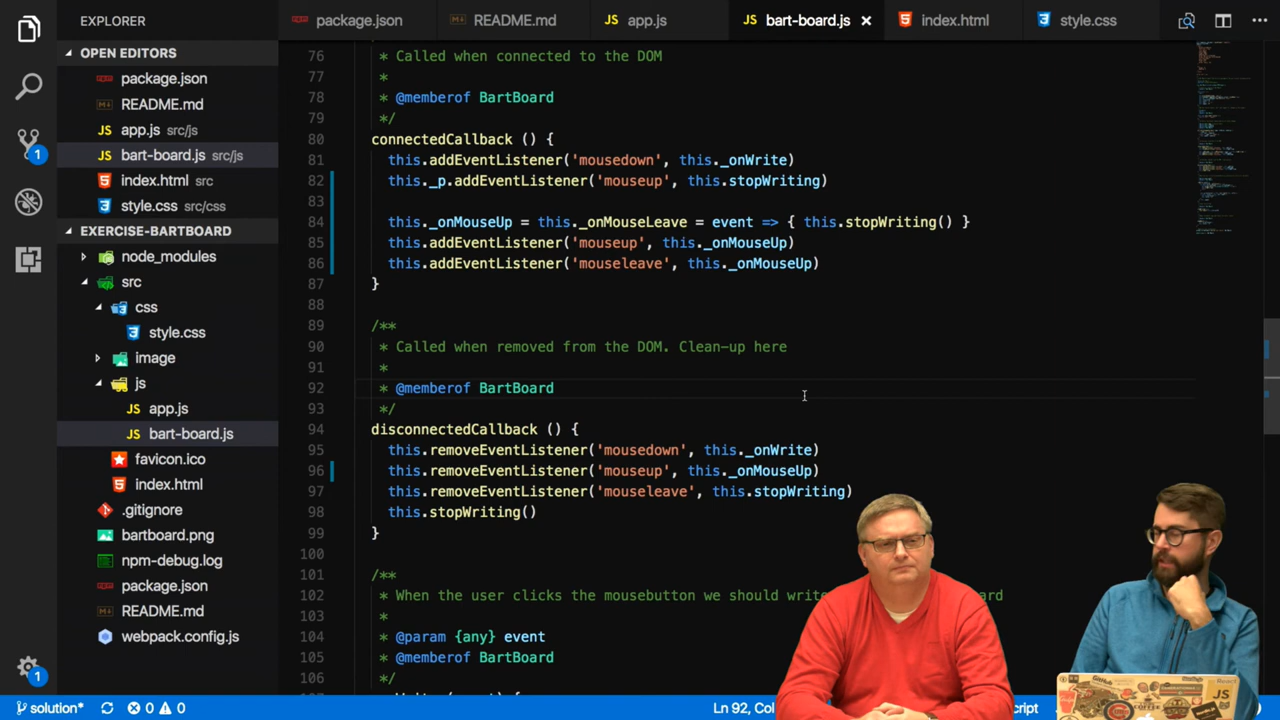 EXPLORER
OPEN EDITORS
package.json
README.md
app.js src/js
bart-board.js src/js
index.html src
style.css src/css
EXERCISE-BARTBOARD
node_modules
src
css
style.css
image
js
app.js
bart-board.js
favicon.ico
index.html
.gitignore
bartboard.png
npm-debug.log
package.json
README.md
webpack.config.js
package.json README.md app.js bart-board.js index.html style.css
76 * Called when connected to the DOM
77 *
78 * @memberof BartBoard
79 */
80 connectedCallback () {
81 this.addEventListener('mousedown', this._onWrite)
82 this._p.addEventListener('mouseup', this.stopWriting)
83
84 this._onMouseUp = this._onMouseLeave = event => { this.stopWriting() }
85 this.addEventListener('mouseup', this._onMouseUp)
86 this.addEventListener('mouseleave', this._onMouseUp)
87 }
88
89 /**
90 * Called when removed from the DOM. Clean-up here
91 *
92 * @memberof BartBoard
93 */
94 disconnectedCallback () {
95 this.removeEventListener('mousedown', this._onWrite)
96 this.removeEventListener('mouseup', this._onMouseUp)
97 this.removeEventListener('mouseleave', this.stopWriting)
98 this.stopWriting()
99 }
100
101 /**
102 * When the user clicks the mousebutton we should write
103 *
104 * @param {any} event
105 * @memberof BartBoard
106 */
1
1
solution* 0 0 Ln 92, Col